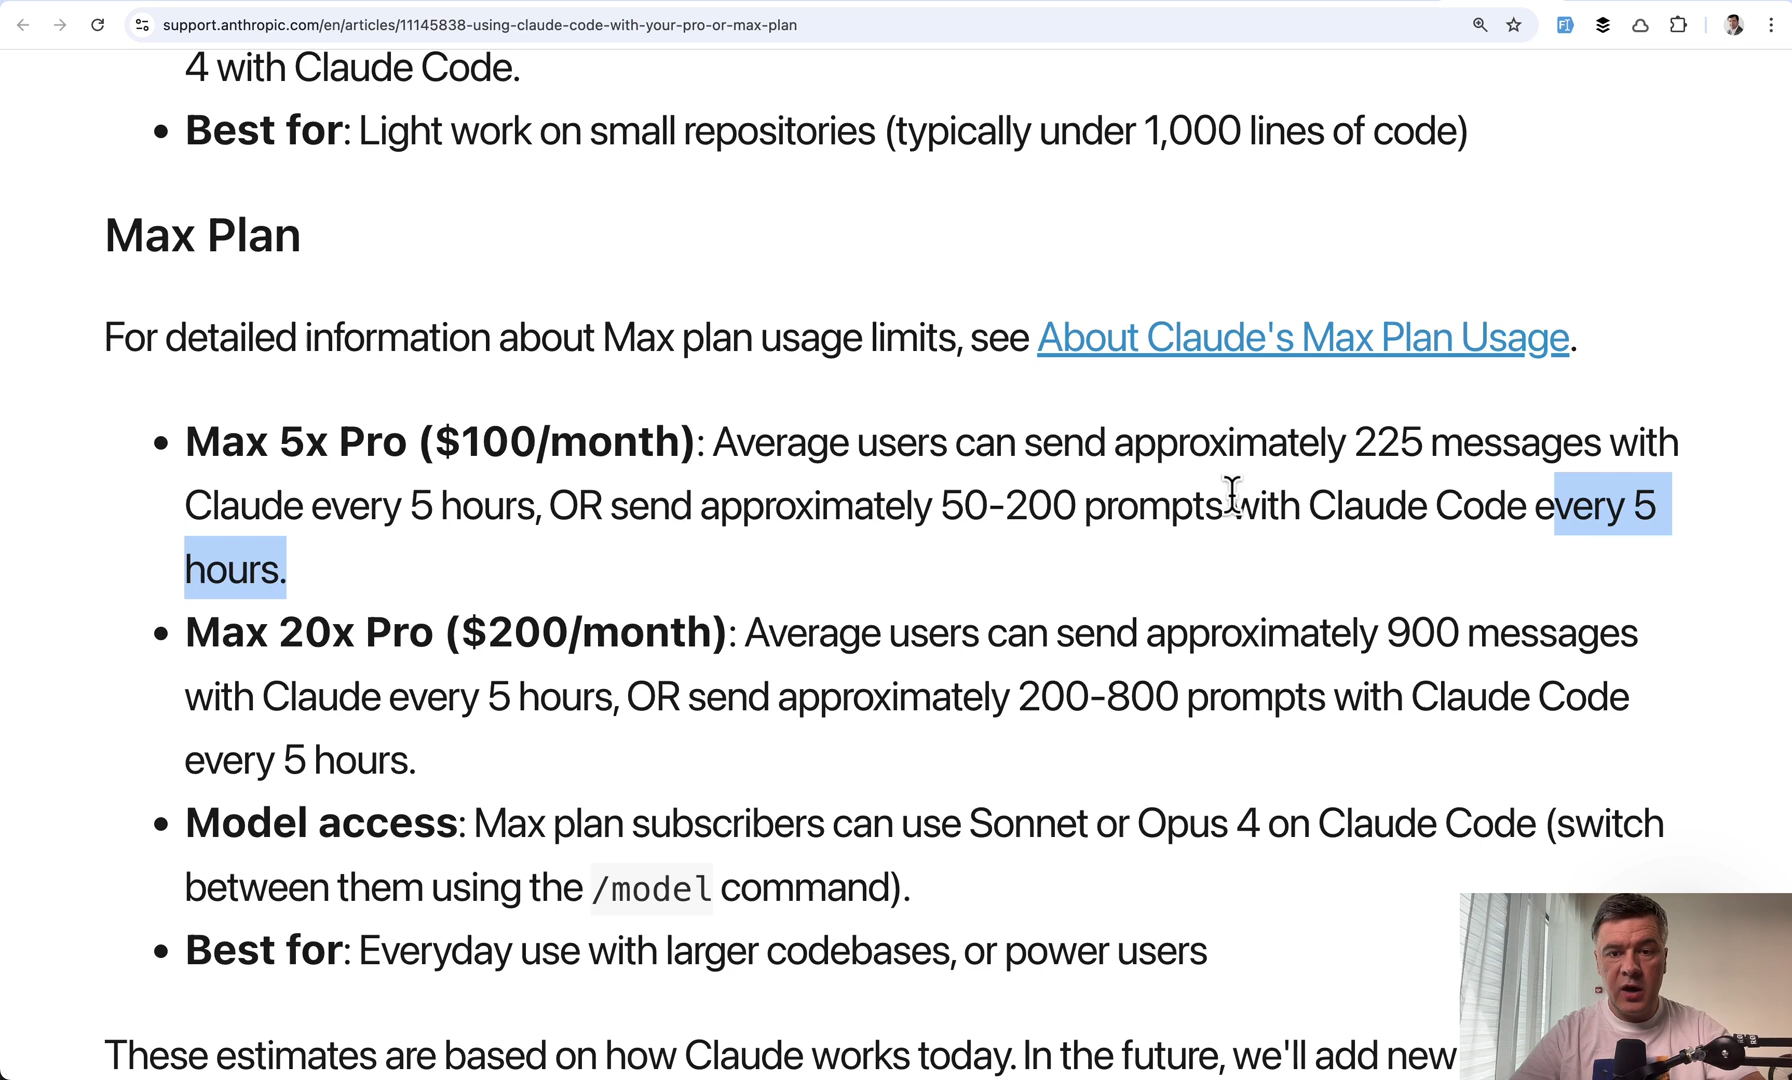 support.anthropic.com/en/articles/11145838-using-claude-code-with-your-pro-or-max-plan
4 with Claude Code.
• Best for: Light work on small repositories (typically under 1,000 lines of code)
Max Plan
For detailed information about Max plan usage limits, see About Claude's Max Plan Usage.
• Max 5x Pro ($100/month): Average users can send approximately 225 messages with
Claude every 5 hours, OR send approximately 50-200 prompts with Claude Code every 5
hours.
• Max 20x Pro ($200/month): Average users can send approximately 900 messages
with Claude every 5 hours, OR send approximately 200-800 prompts with Claude Code
every 5 hours.
• Model access: Max plan subscribers can use Sonnet or Opus 4 on Claude Code (switch
between them using the /model command).
• Best for: Everyday use with larger codebases, or power users
These estimates are based on how Claude works today. In the future, we'll add new